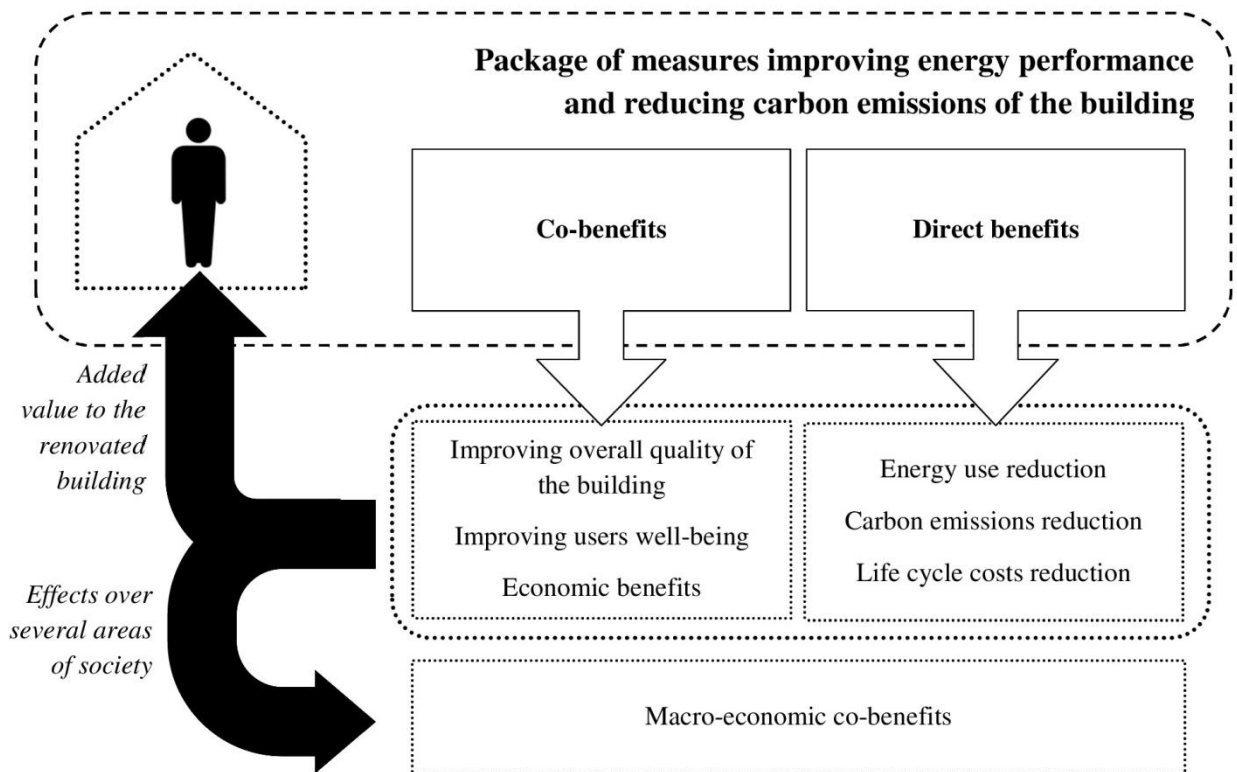 Package of measures improving energy performance
and reducing carbon emissions of the building
Co-benefits
Direct benefits
Added
value to the
renovated
building
Improving overall quality of
the building
Improving users well-being
Economic benefits
Energy use reduction
Carbon emissions reduction
Life cycle costs reduction
Effects over
several areas
of society
Macro-economic co-benefits